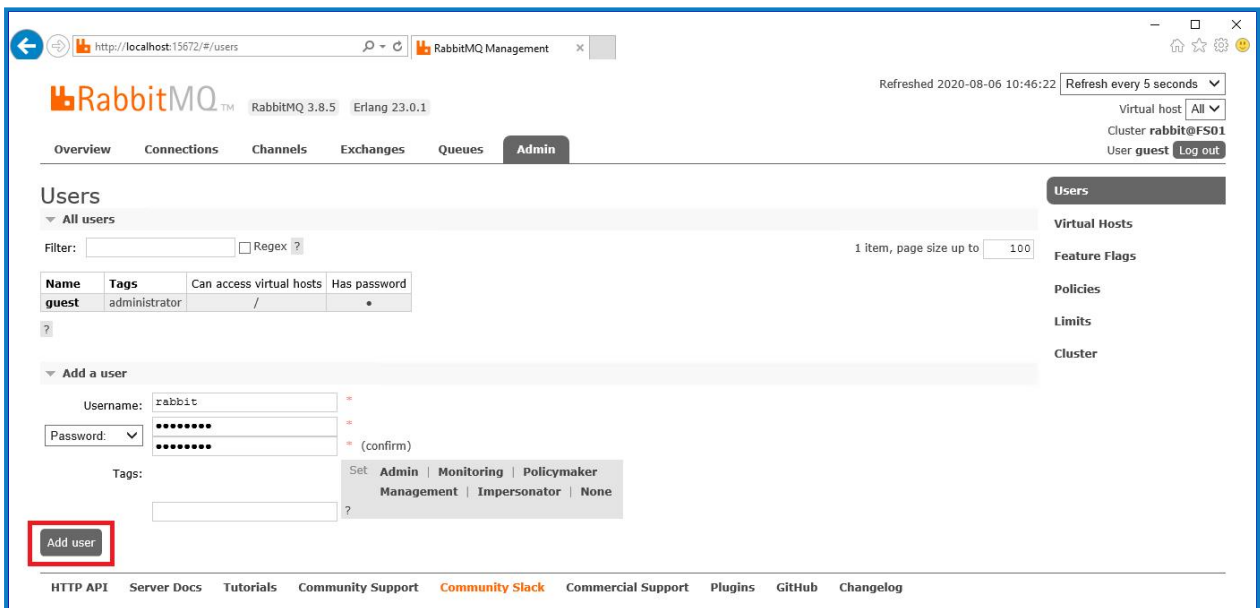 http://localhost:15672/#/users
RabbitMQ Management
Refreshed 2020-08-06 10:46:22 Refresh every 5 seconds
RabbitMQ TM RabbitMQ 3.8.5 Erlang 23.0.1
Virtual host All
Cluster rabbit@FS01
User guest Log out
Overview Connections Channels Exchanges Queues Admin
Users
All users
Filter: Regex ?
1 item, page size up to 100
Name Tags Can access virtual hosts Has password
guest administrator / •
?
Add a user
Username: rabbit *
Password: •••••••• *
•••••••• * (confirm)
Tags:
Set Admin | Monitoring | Policymaker
Management | Impersonator | None
?
Add user
Users
Virtual Hosts
Feature Flags
Policies
Limits
Cluster
HTTP API Server Docs Tutorials Community Support Community Slack Commercial Support Plugins GitHub Changelog